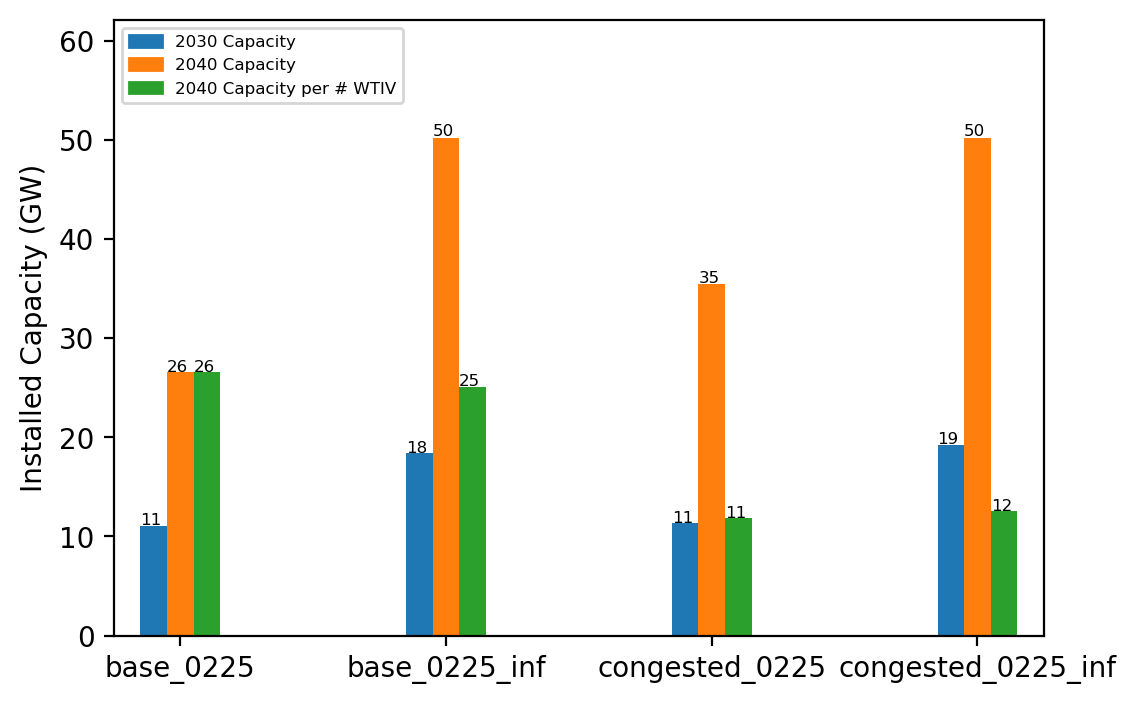 2030 Capacity
2040 Capacity
2040 Capacity per # WTIV
Installed Capacity (GW)
60
50
40
30
20
10
0
11
26
26
18
50
25
11
35
11
19
50
12
base_0225
base_0225_inf
congested_0225
congested_0225_inf